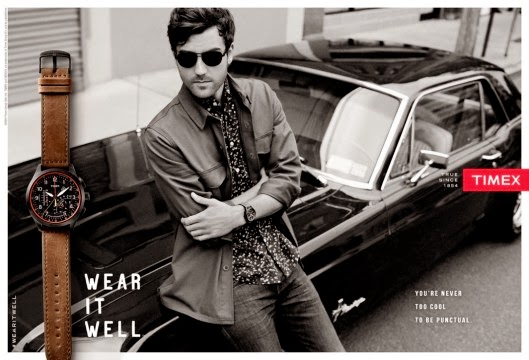 WEAR
IT
WELL
#WEARITWELL
TRUE
SINCE
1854
TIMEX
YOU'RE NEVER
TOO COOL
TO BE PUNCTUAL.